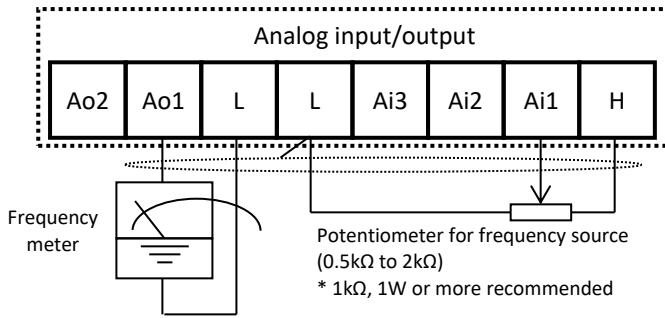 Analog input/output
Ao2 Ao1 L L Ai3 Ai2 Ai1 H
Frequency
meter
Potentiometer for frequency source
(0.5kΩ to 2kΩ)
* 1kΩ, 1W or more recommended